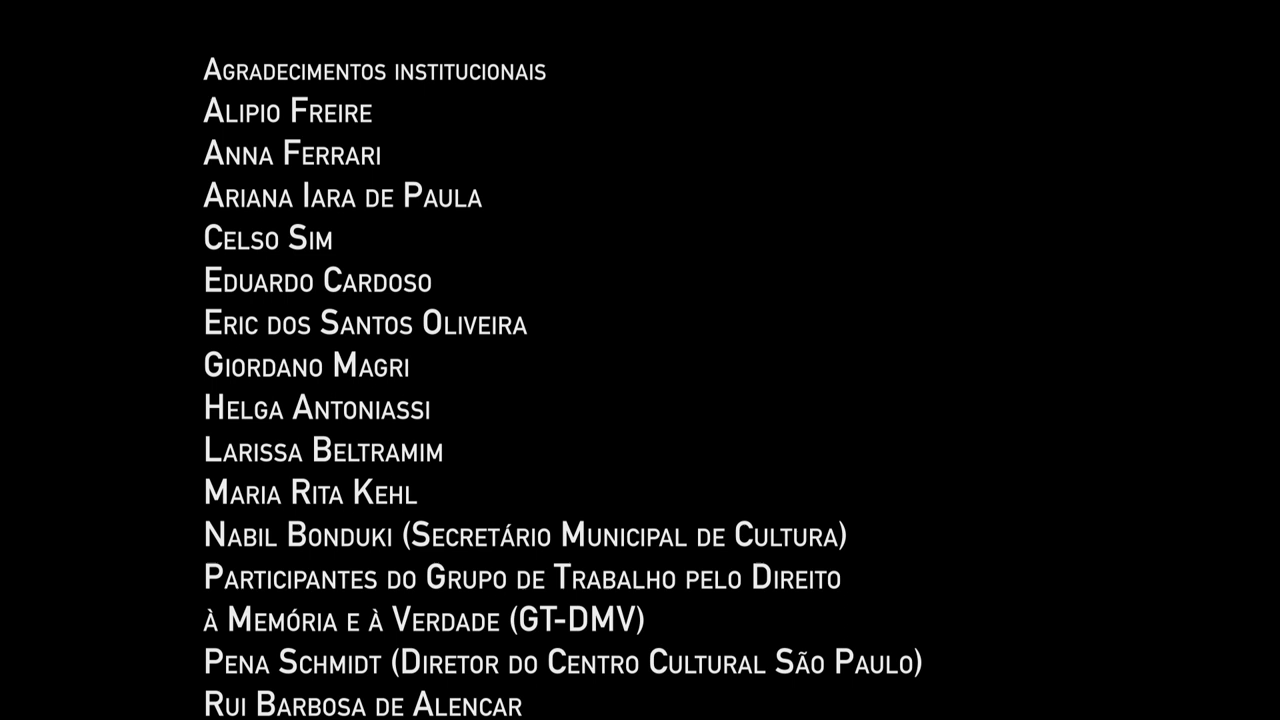 Agradecimentos institucionais
Alipio Freire
Anna Ferrari
Ariana Iara de Paula
Celso Sim
Eduardo Cardoso
Eric dos Santos Oliveira
Giordano Magri
Helga Antoniassi
Larissa Beltramim
Maria Rita Kehl
Nabil Bonduki (Secretário Municipal de Cultura)
Participantes do Grupo de Trabalho pelo Direito
à Memória e à Verdade (GT-DMV)
Pena Schmidt (Diretor do Centro Cultural São Paulo)
Rui Barbosa de Alencar